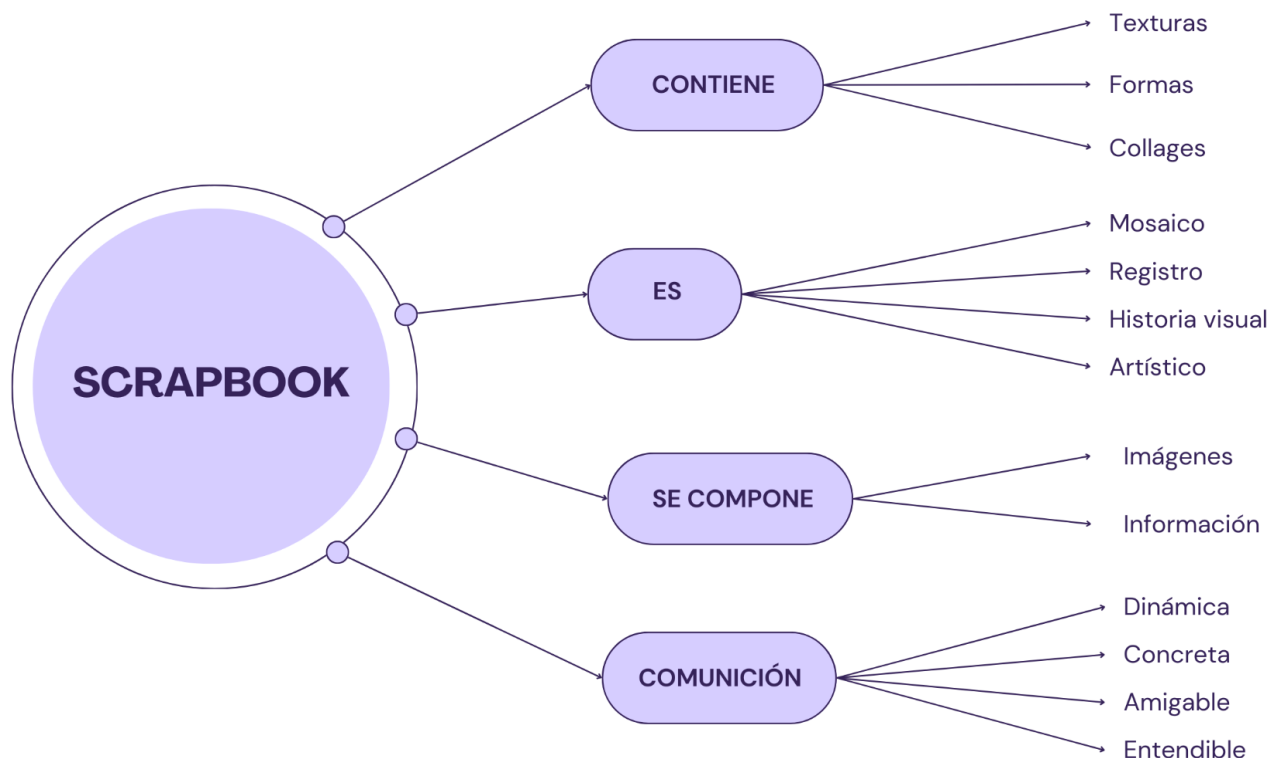 SCRAPBOOK
CONTIENE
Texturas
Formas
Collages
ES
Mosaico
Registro
Historia visual
Artístico
SE COMPONE
Imágenes
Información
COMUNICIÓN
Dinámica
Concreta
Amigable
Entendible